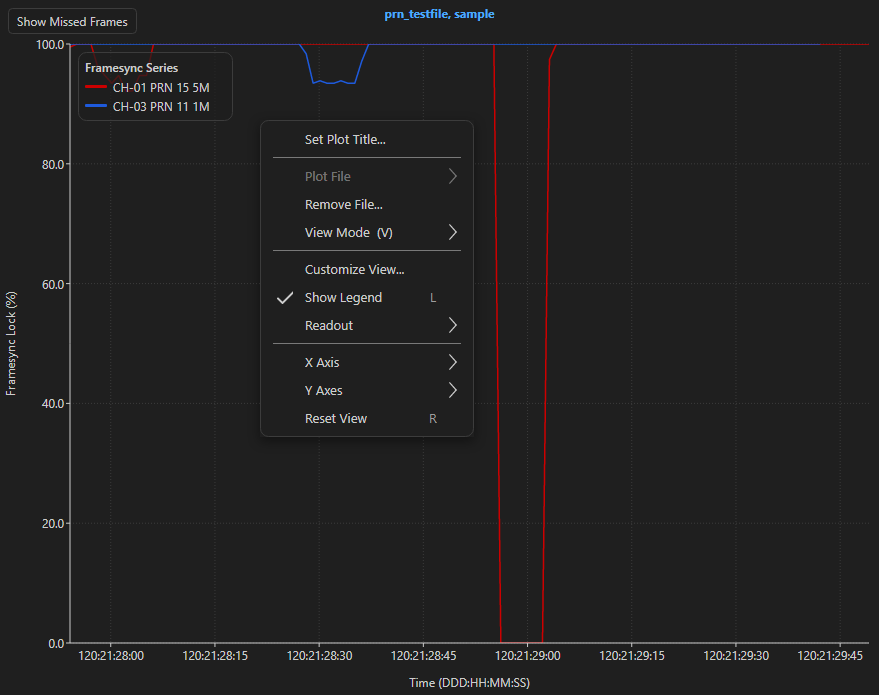 Show Missed Frames
prn_testfile, sample
100.0
Framesync Series
CH-01 PRN 15 5M
CH-03 PRN 11 1M
Set Plot Title...
Plot File
Remove File...
View Mode (V)
Customize View...
Show Legend L
Readout
X Axis
Y Axes
Reset View R
80.0
60.0
40.0
20.0
0.0
Framesync Lock (%)
120:21:28:00 120:21:28:15 120:21:28:30 120:21:28:45 120:21:29:00 120:21:29:15 120:21:29:30 120:21:29:45
Time (DDD:HH:MM:SS)